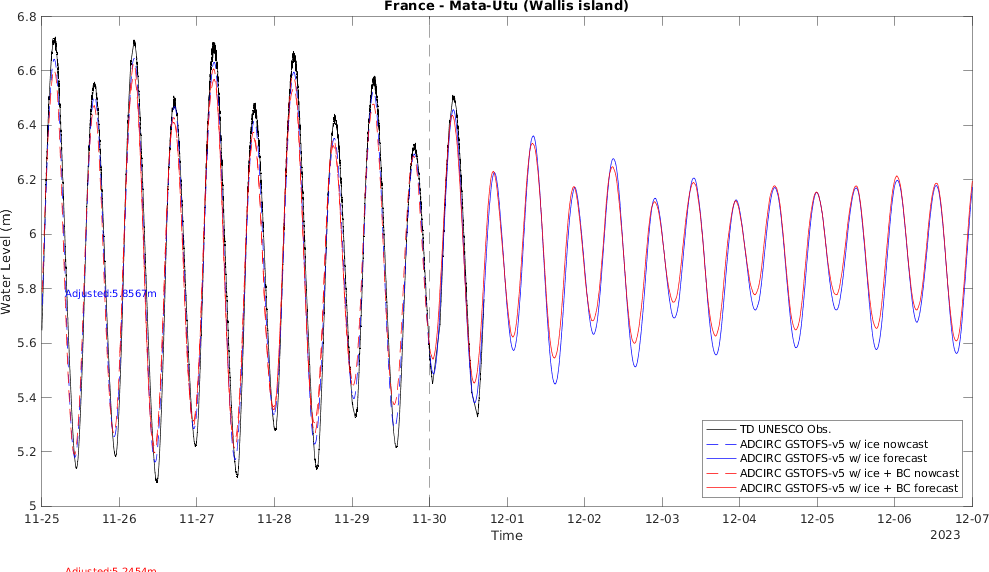 France - Mata-Utu (Wallis island)
6.8
6.6
6.4
6.2
6
5.8
5.6
5.4
5.2
5
Water Level (m)
Adjusted:5.8567m
TD UNESCO Obs.
ADCIRC GSTOFS-v5 w/ ice nowcast
ADCIRC GSTOFS-v5 w/ ice forecast
ADCIRC GSTOFS-v5 w/ ice + BC nowcast
ADCIRC GSTOFS-v5 w/ ice + BC forecast
11-25 11-26 11-27 11-28 11-29 11-30 12-01 12-02 12-03 12-04 12-05 12-06 12-07
Time
2023
Adjusted:5.2454m